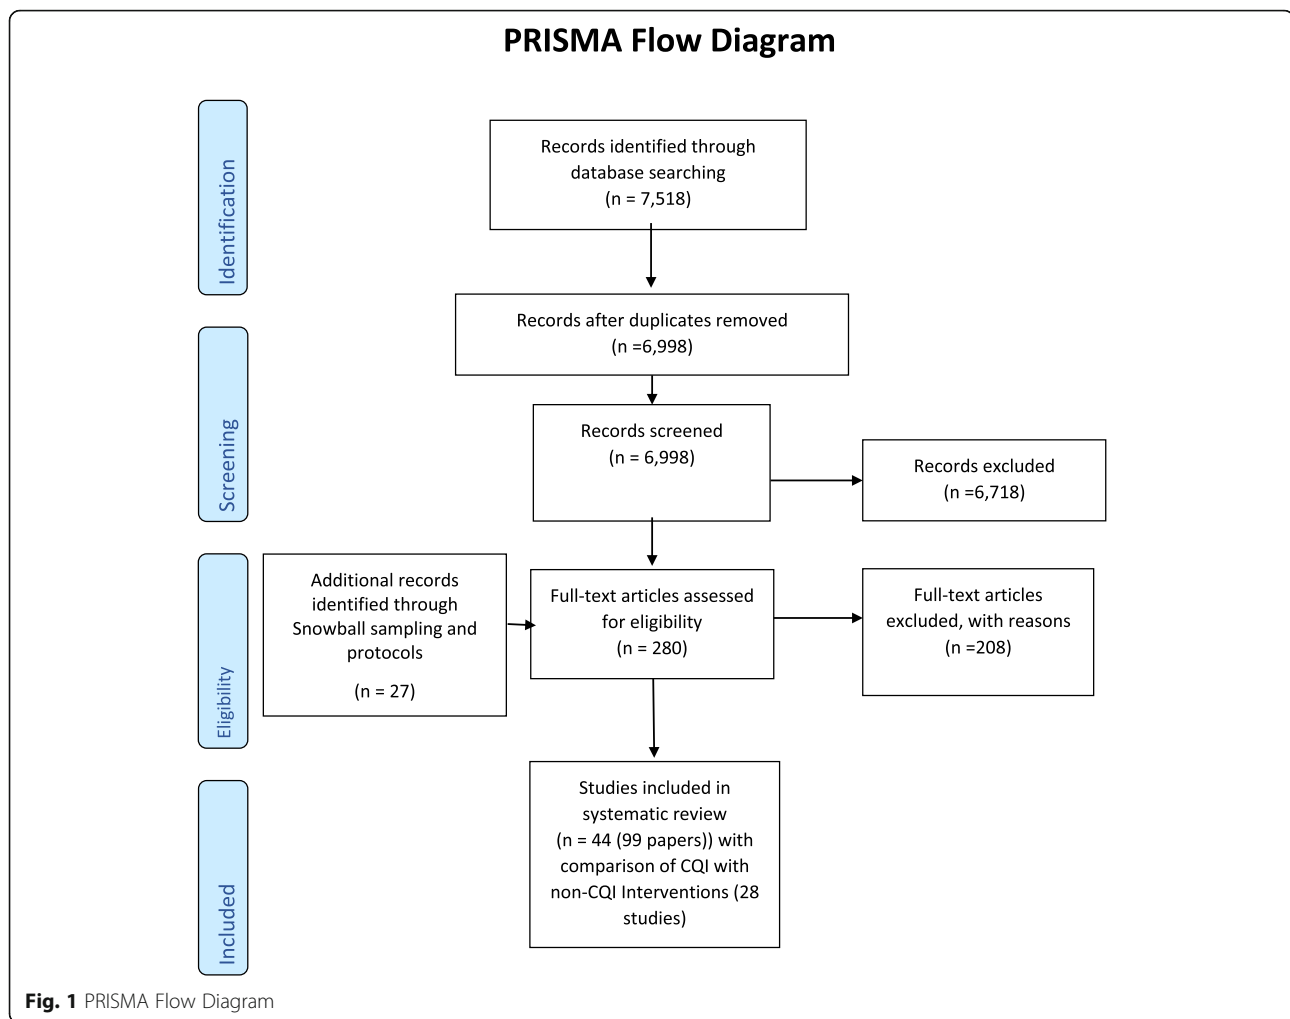 PRISMA Flow Diagram
Identification
Records identified through
database searching
(n = 7,518)
Records after duplicates removed
(n =6,998)
Screening
Records screened
(n = 6,998)
Records excluded
(n =6,718)
Eligibility
Additional records
identified through
Snowball sampling and
protocols
(n = 27)
Full-text articles assessed
for eligibility
(n = 280)
Full-text articles
excluded, with reasons
(n =208)
Included
Studies included in
systematic review
(n = 44 (99 papers)) with
comparison of CQI with
non-CQI Interventions (28
studies)
Fig. 1 PRISMA Flow Diagram